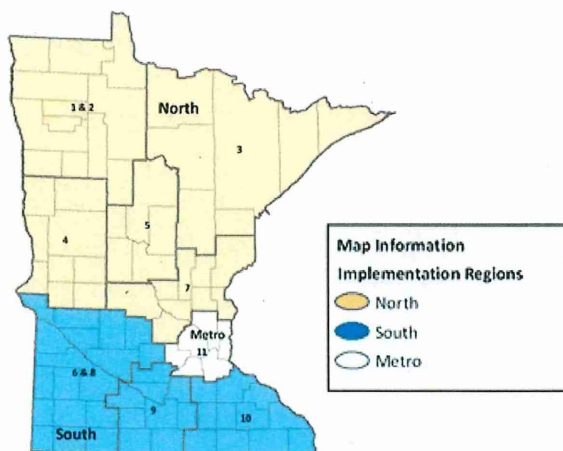 1 & 2
North
3
5
4
7
Metro
11
6 & 8
9
10
South
Map Information
Implementation Regions
North
South
Metro